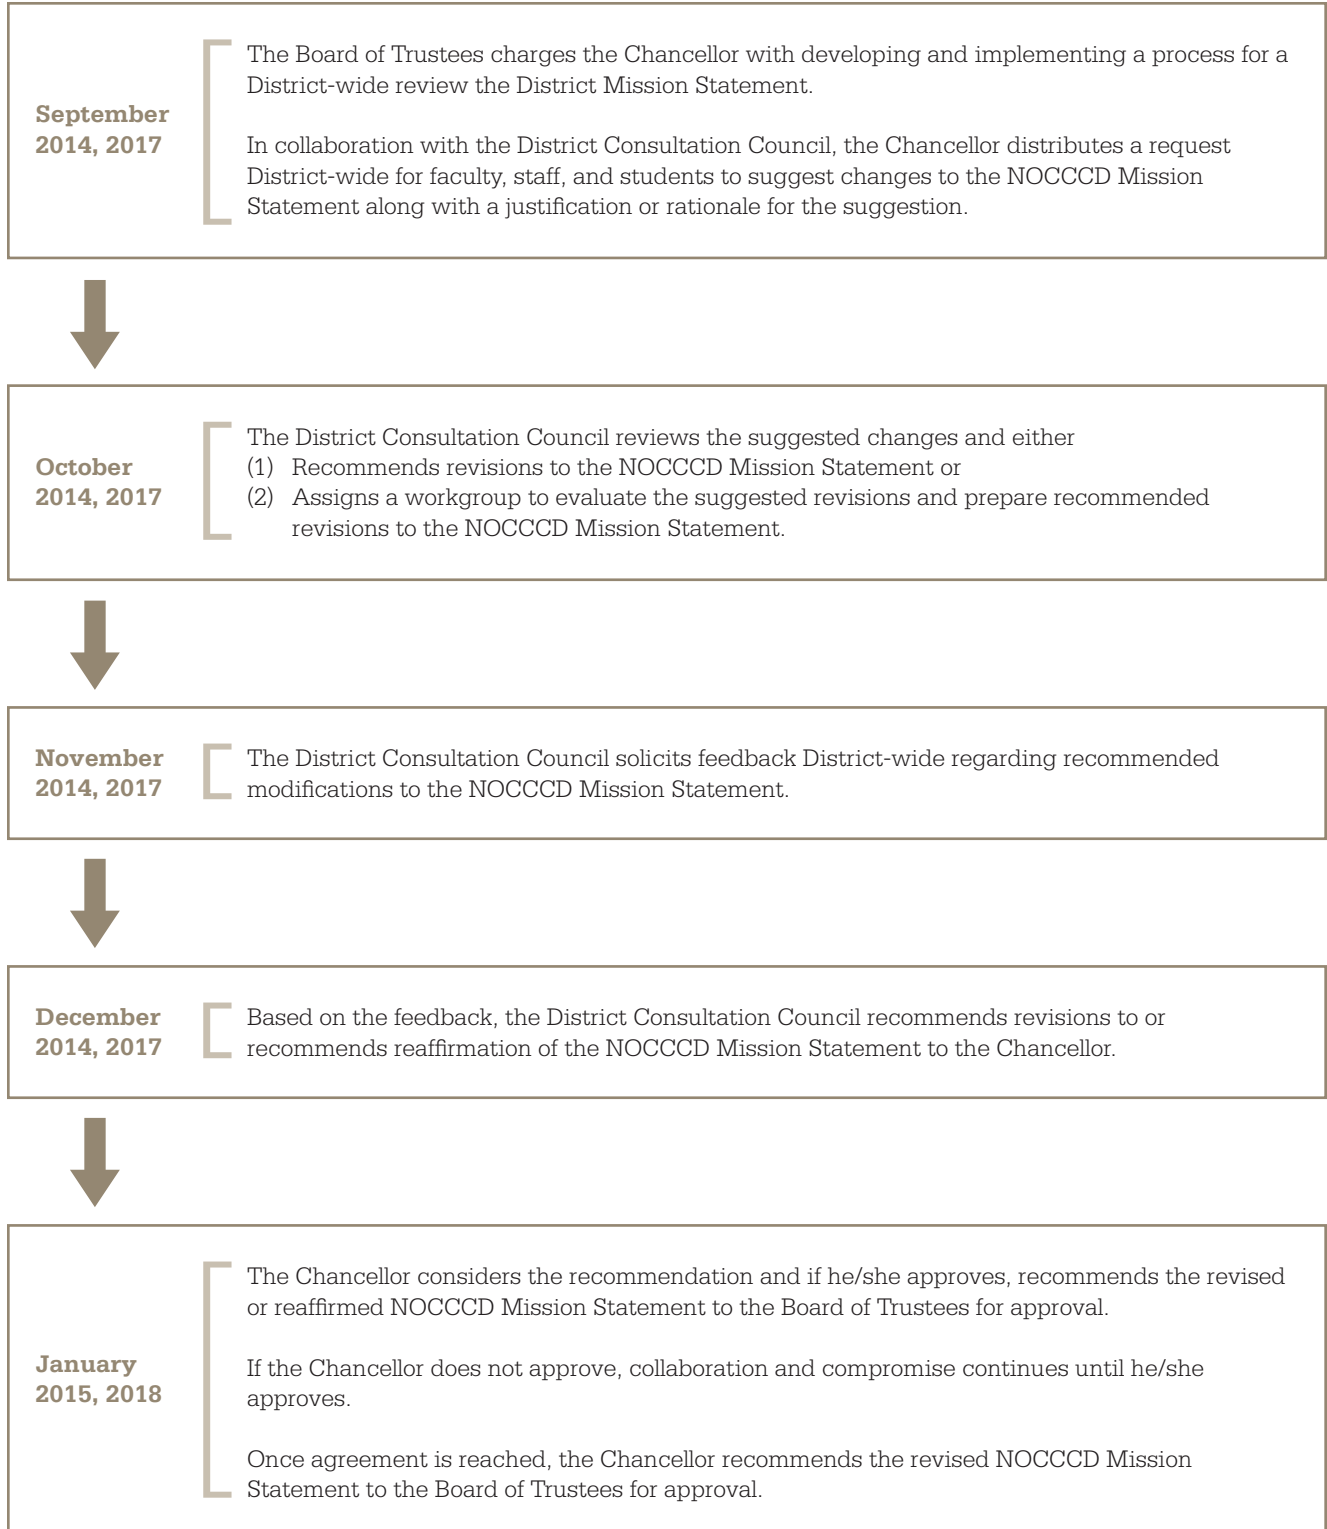 The Board of Trustees charges the Chancellor with developing and implementing a process for a
District-wide review the District Mission Statement.
September
2014, 2017
In collaboration with the District Consultation Council, the Chancellor distributes a request
District-wide for faculty, staff, and students to suggest changes to the NOCCCD Mission
Statement along with a justification or rationale for the suggestion.
October
2014, 2017
The District Consultation Council reviews the suggested changes and either
(1) Recommends revisions to the NOCCCD Mission Statement or
(2) Assigns a workgroup to evaluate the suggested revisions and prepare recommended
revisions to the NOCCCD Mission Statement.
November
2014, 2017
The District Consultation Council solicits feedback District-wide regarding recommended
modifications to the NOCCCD Mission Statement.
December
2014, 2017
Based on the feedback, the District Consultation Council recommends revisions to or
recommends reaffirmation of the NOCCCD Mission Statement to the Chancellor.
January
2015, 2018
The Chancellor considers the recommendation and if he/she approves, recommends the revised
or reaffirmed NOCCCD Mission Statement to the Board of Trustees for approval.
If the Chancellor does not approve, collaboration and compromise continues until he/she
approves.
Once agreement is reached, the Chancellor recommends the revised NOCCCD Mission
Statement to the Board of Trustees for approval.